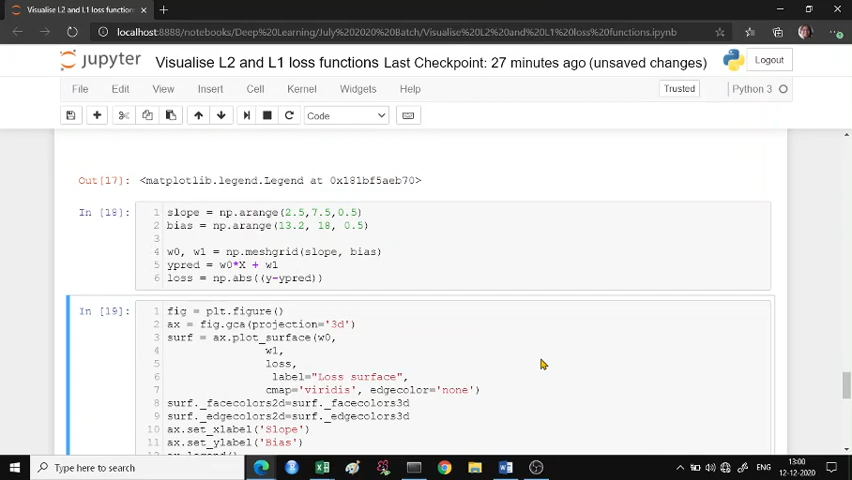 Visualise L2 and L1 loss function
localhost:8888/notebooks/Deep%20Learning/July%202020%20Batch/Visualise%20L2%20and%20L1%20loss%20functions.ipynb
jupyter Visualise L2 and L1 loss functions Last Checkpoint: 27 minutes ago (unsaved changes) Logout
File Edit View Insert Cell Kernel Widgets Help Trusted Python 3
Code
Out[17]: <matplotlib.legend.Legend at 0x181bf5aeb70>
In [18]: 1 slope = np.arange(2.5,7.5,0.5)
2 bias = np.arange(13.2, 18, 0.5)
3
4 w0, w1 = np.meshgrid(slope, bias)
5 ypred = w0*X + w1
6 loss = np.abs((y-ypred))
In [19]: 1 fig = plt.figure()
2 ax = fig.gca(projection='3d')
3 surf = ax.plot_surface(w0,
4 w1,
5 loss,
6 label="Loss surface",
7 cmap='viridis', edgecolor='none')
8 surf._facecolors2d=surf._facecolors3d
9 surf._edgecolors2d=surf._edgecolors3d
10 ax.set_xlabel('Slope')
11 ax.set_ylabel('Bias')
12 ax.legend()
Type here to search
ENG
13:00
12-12-2020